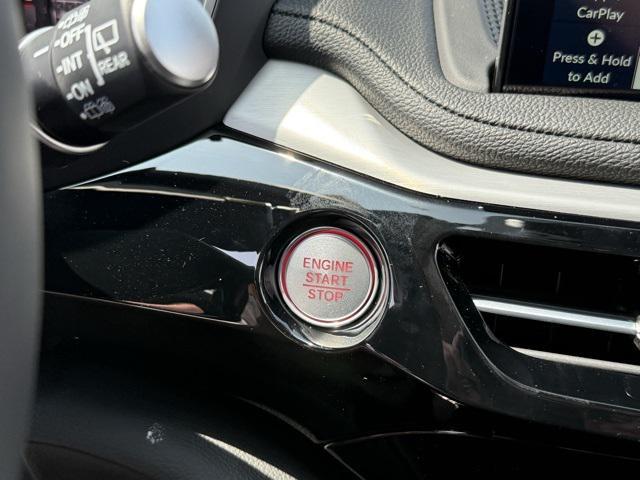 OFF
INT
ON
REAR
CarPlay
Press & Hold
to Add
ENGINE
START
STOP